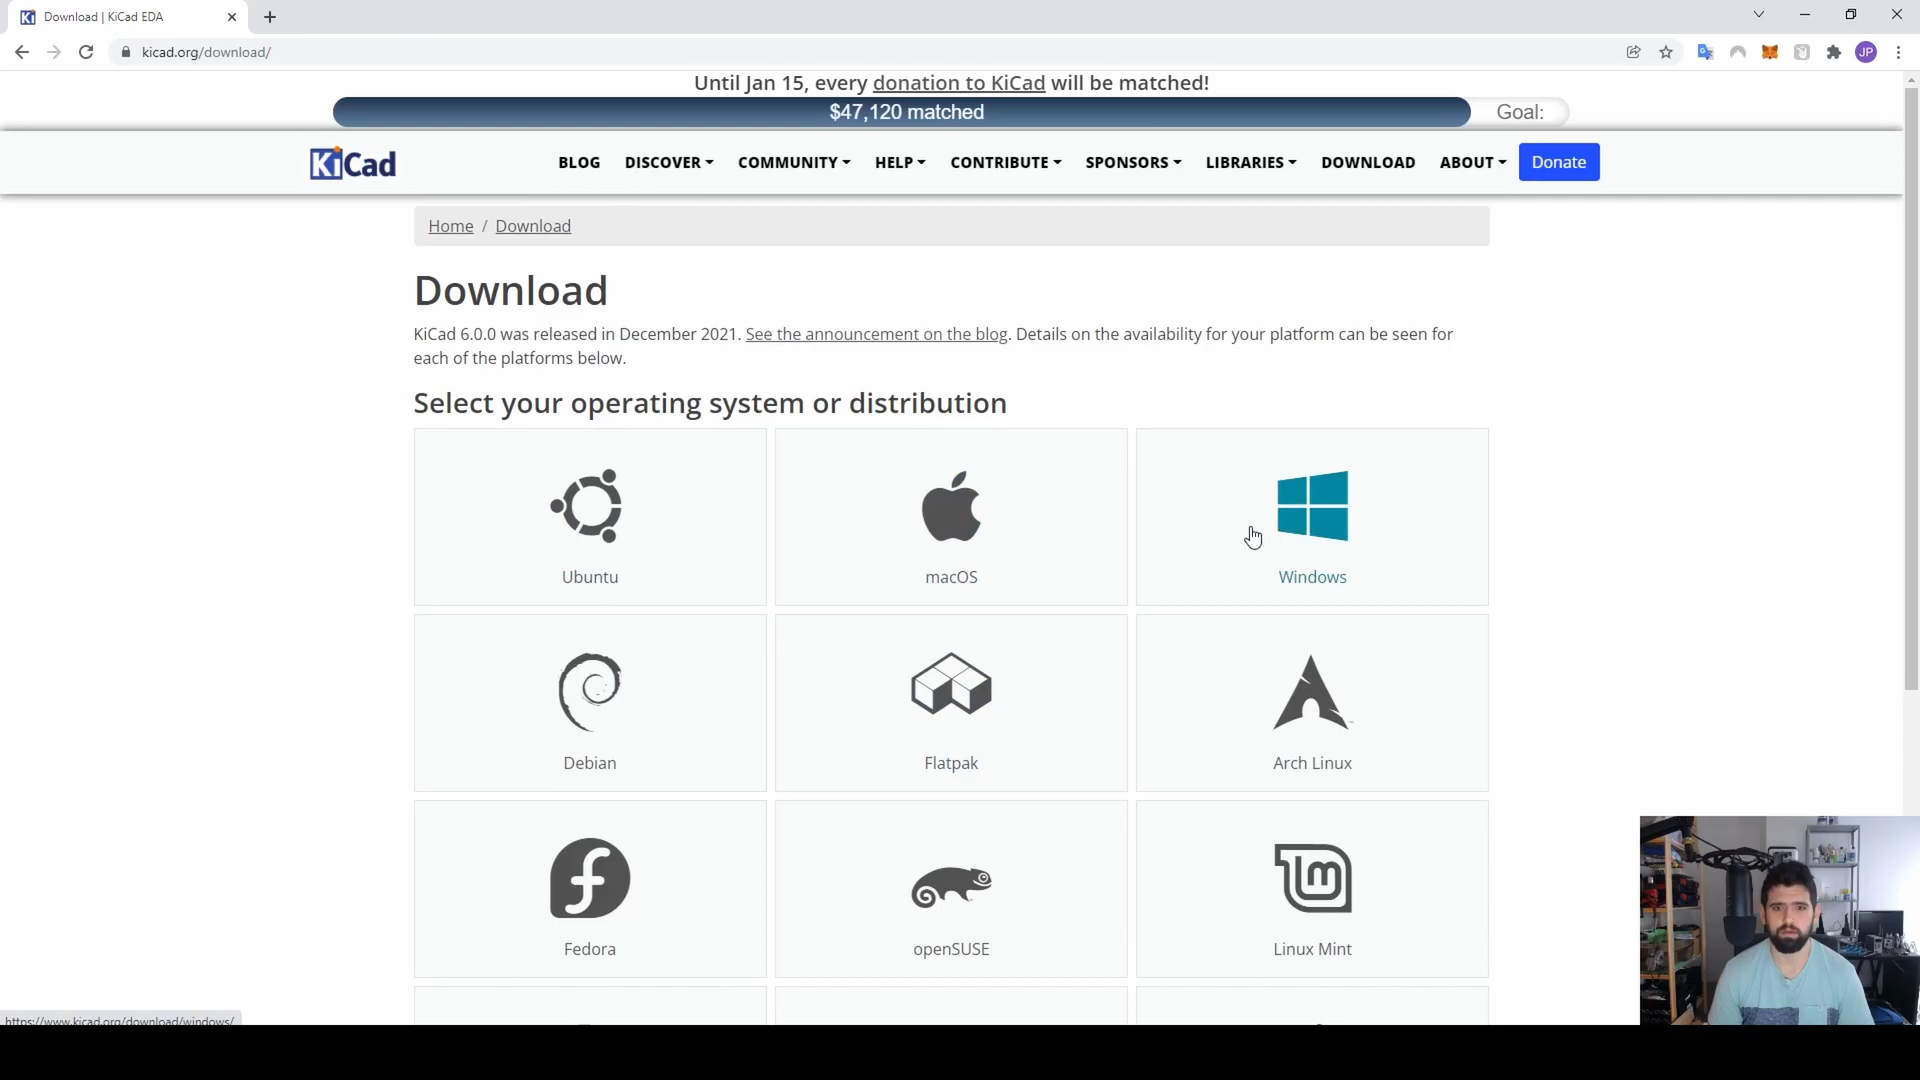 Download | KiCad EDA
kicad.org/download/
JP
Until Jan 15, every donation to KiCad will be matched!
$47,120 matched
Goal:
KiCad
BLOG DISCOVER COMMUNITY HELP CONTRIBUTE SPONSORS LIBRARIES DOWNLOAD ABOUT Donate
Home / Download
Download
KiCad 6.0.0 was released in December 2021. See the announcement on the blog. Details on the availability for your platform can be seen for
each of the platforms below.
Select your operating system or distribution
Ubuntu macOS Windows
Debian Flatpak Arch Linux
Fedora openSUSE Linux Mint
https://www.kicad.org/download/windows/